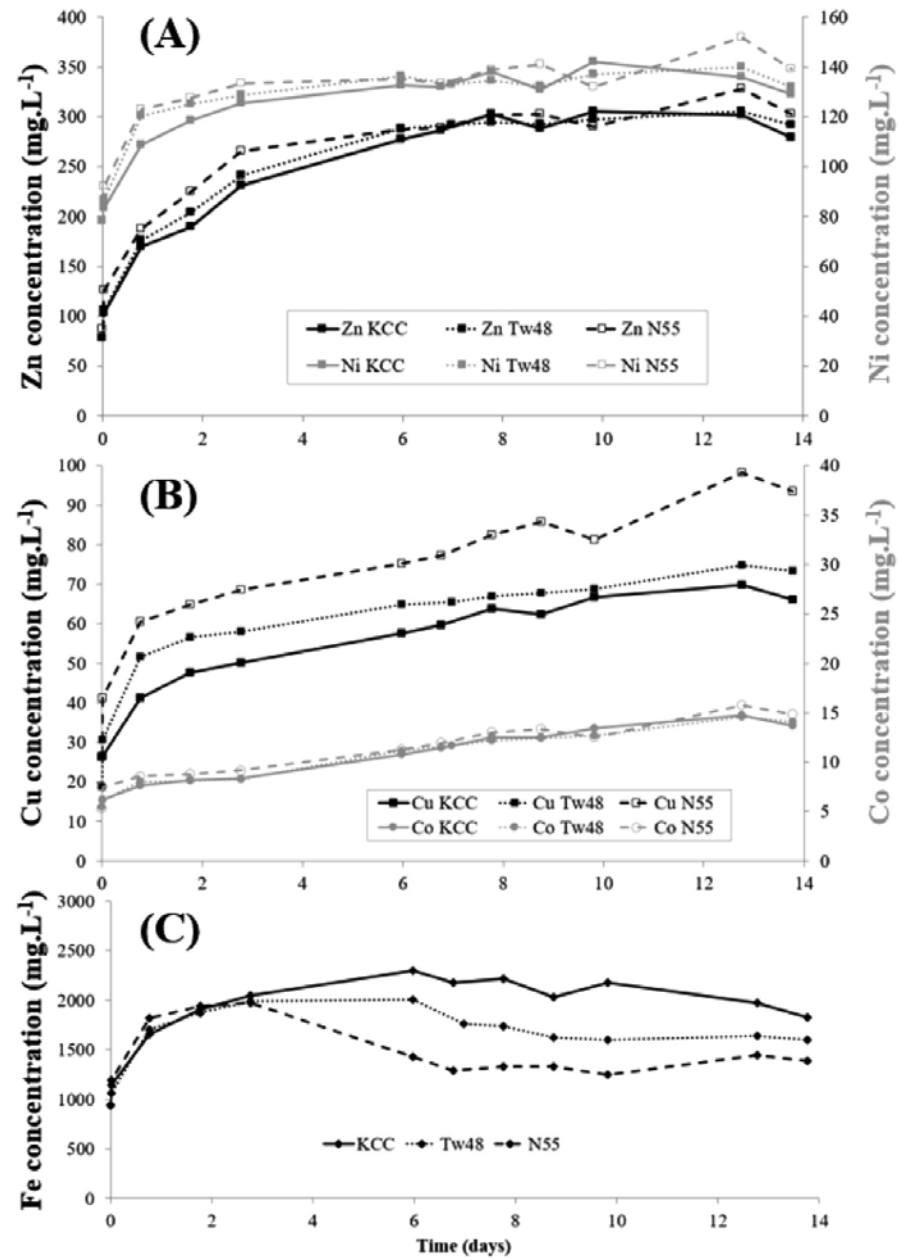 (A)
Zn concentration (mg.L-1)
Ni concentration (mg.L-1)
400
350
300
250
200
150
100
50
0
160
140
120
100
80
60
40
20
0
Zn KCC Zn Tw48 Zn N55
Ni KCC Ni Tw48 Ni N55
0 2 4 6 8 10 12 14
(B)
Cu concentration (mg.L-1)
Co concentration (mg.L-1)
100
90
80
70
60
50
40
30
20
10
0
40
35
30
25
20
15
10
5
0
Cu KCC Cu Tw48 Cu N55
Co KCC Co Tw48 Co N55
0 2 4 6 8 10 12 14
(C)
Fe concentration (mg.L-1)
3000
2500
2000
1500
1000
500
0
KCC Tw48 N55
0 2 4 6 8 10 12 14
Time (days)